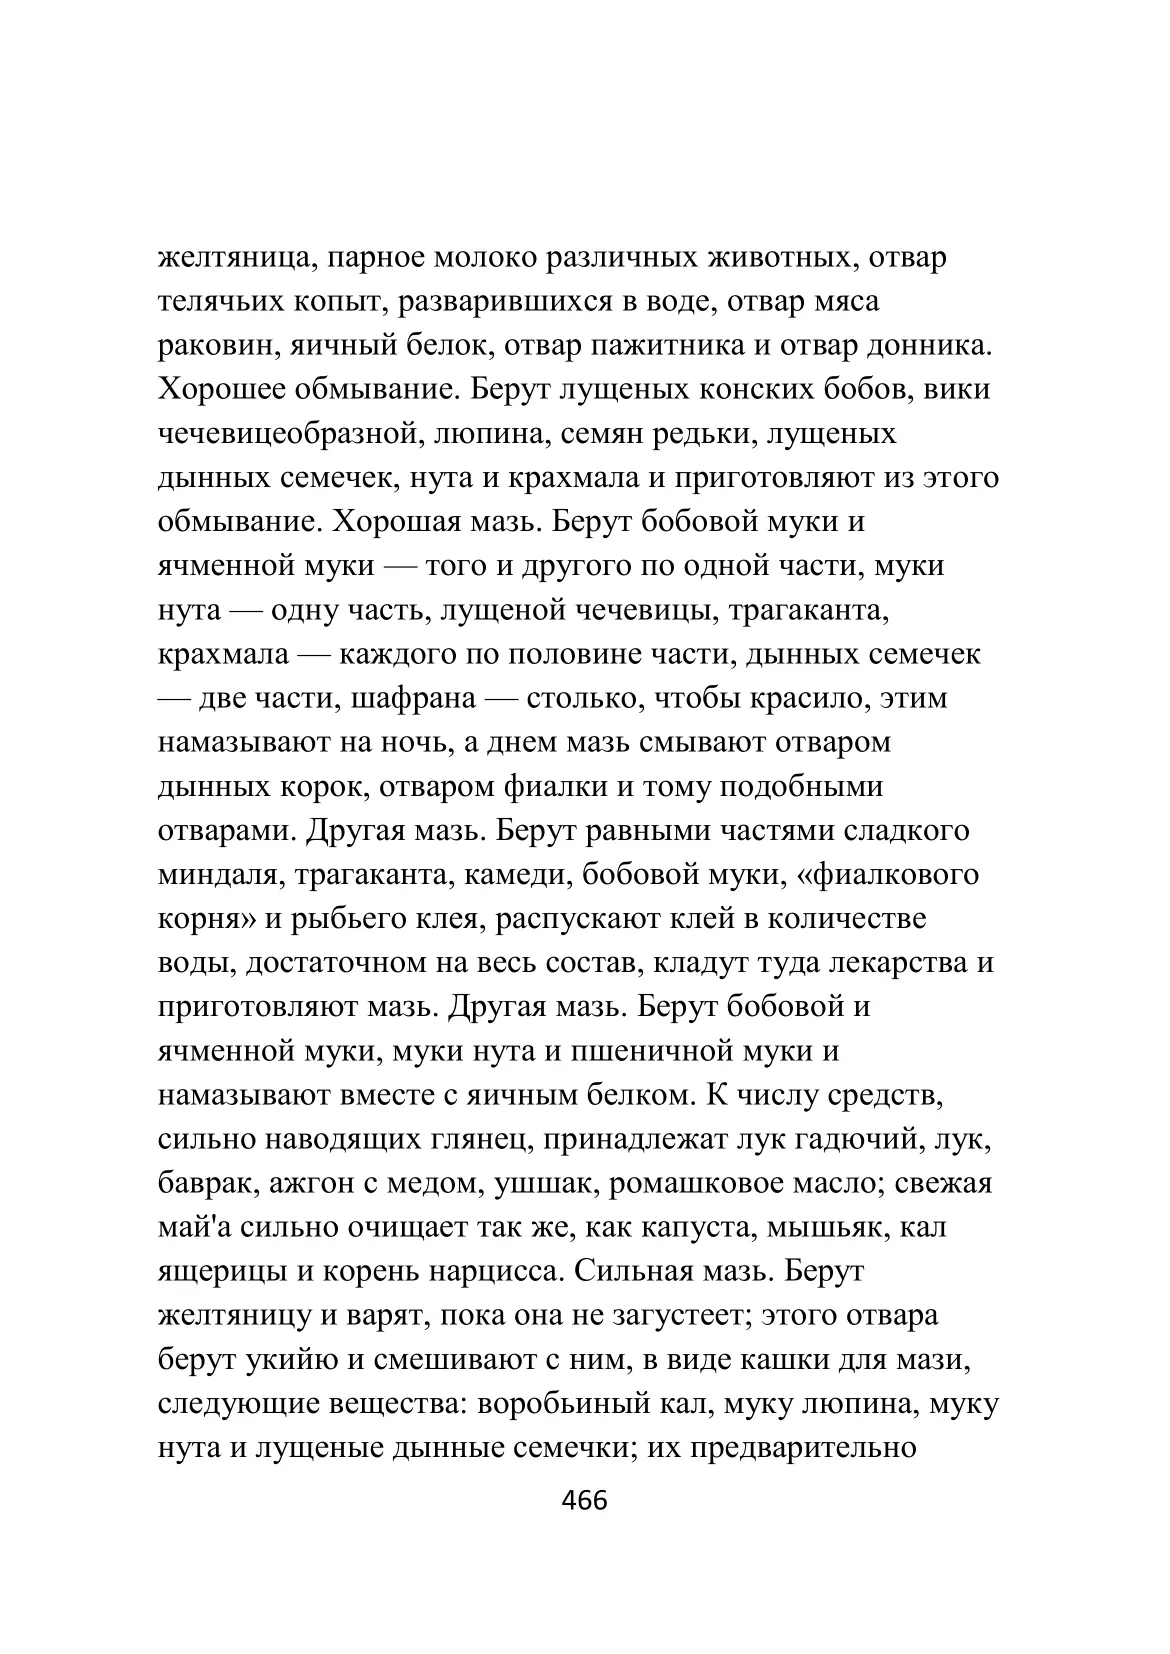 желтяница, парное молоко различных животных, отвар
телячьих копыт, разварившихся в воде, отвар мяса
раковин, яичный белок, отвар пажитника и отвар донника.
Хорошее обмывание. Берут лущеных конских бобов, вики
чечевицеобразной, люпина, семян редьки, лущеных
дынных семечек, нута и крахмала и приготовляют из этого
обмывание. Хорошая мазь. Берут бобовой муки и
ячменной муки — того и другого по одной части, муки
нута — одну часть, лущеной чечевицы, трагаканта,
крахмала — каждого по половине части, дынных семечек
— две части, шафрана — столько, чтобы красило, этим
намазывают на ночь, а днем мазь смывают отваром
дынных корок, отваром фиалки и тому подобными
отварами. Другая мазь. Берут равными частями сладкого
миндаля, трагаканта, камеди, бобовой муки, «фиалкового
корня» и рыбьего клея, распускают клей в количестве
воды, достаточном на весь состав, кладут туда лекарства и
приготовляют мазь. Другая мазь. Берут бобовой и
ячменной муки, муки нута и пшеничной муки и
намазывают вместе с яичным белком. К числу средств,
сильно наводящих глянец, принадлежат лук гадючий, лук,
баврак, ажгон с медом, ушшак, ромашковое масло; свежая
май'а сильно очищает так же, как капуста, мышьяк, кал
ящерицы и корень нарцисса. Сильная мазь. Берут
желтяницу и варят, пока она не загустеет; этого отвара
берут укийю и смешивают с ним, в виде кашки для мази,
следующие вещества: воробьиный кал, муку люпина, муку
нута и лущеные дынные семечки; их предварительно
466